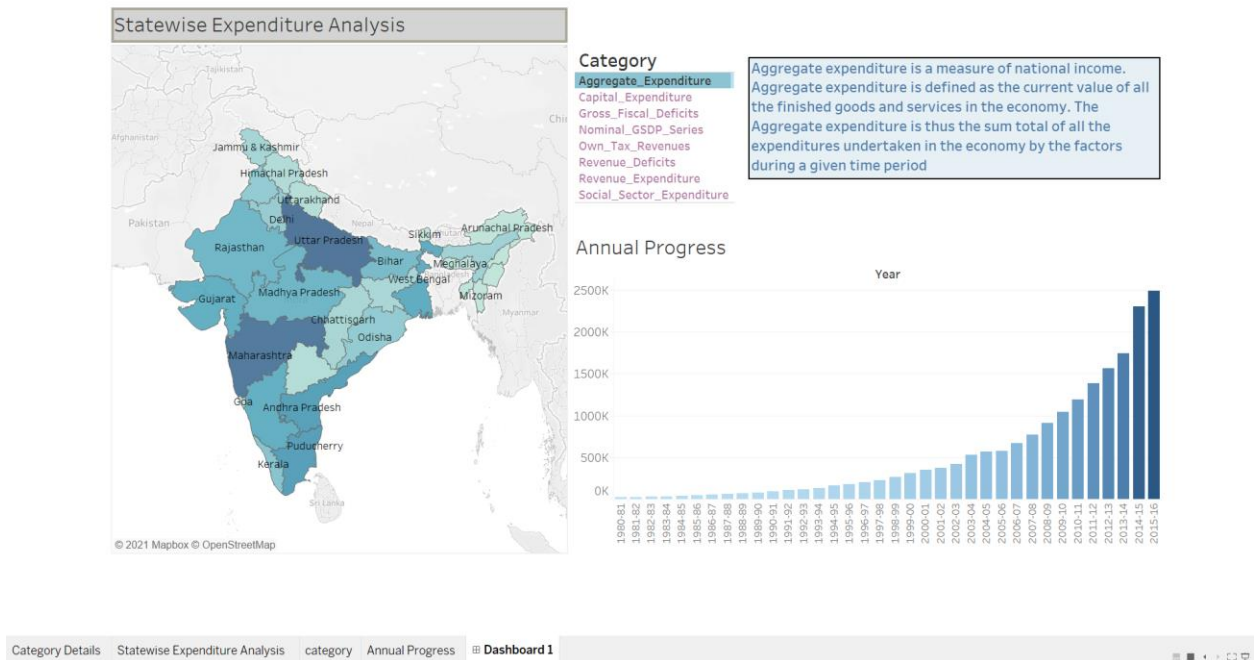 Statewise Expenditure Analysis
Tajikistan
Afghanistan
Chi
Jammu & Kashmir
Himachal Pradesh
Uttarakhand
Pakistan
Delhi
Nepal
Uttar Pradesh
Sikkim
Arunachal Pradesh
Rajasthan
Bihar
Meghalaya
West Bengal
Gujarat
Madhya Pradesh
Mizoram
Myanmar
Chhattisgarh
Odisha
Maharashtra
Goa
Andhra Pradesh
Puducherry
Kerala
Sri Lanka
© 2021 Mapbox © OpenStreetMap
Category
Aggregate_Expenditure
Capital_Expenditure
Gross_Fiscal_Deficits
Nominal_GSDP_Series
Own_Tax_Revenues
Revenue_Deficits
Revenue_Expenditure
Social_Sector_Expenditure
Aggregate expenditure is a measure of national income.
Aggregate expenditure is defined as the current value of all
the finished goods and services in the economy. The
Aggregate expenditure is thus the sum total of all the
expenditures undertaken in the economy by the factors
during a given time period
Annual Progress
Year
2500K
2000K
1500K
1000K
500K
0K
1980-81
1981-82
1982-83
1983-84
1984-85
1985-86
1986-87
1987-88
1988-89
1989-90
1990-91
1991-92
1992-93
1993-94
1994-95
1995-96
1996-97
1997-98
1998-99
1999-00
2000-01
2001-02
2002-03
2003-04
2004-05
2005-06
2006-07
2007-08
2008-09
2009-10
2010-11
2011-12
2012-13
2013-14
2014-15
2015-16
Category Details Statewise Expenditure Analysis category Annual Progress Dashboard 1